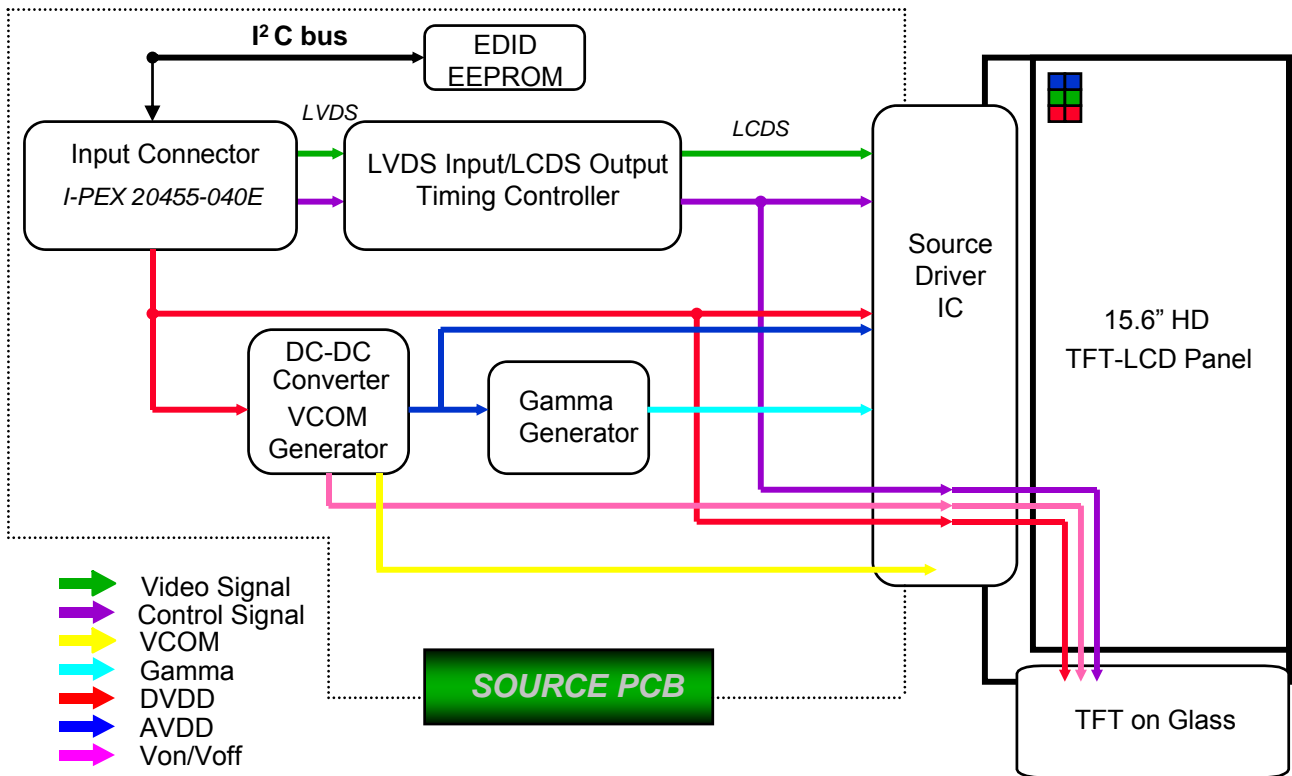 I² C bus
EDID
EEPROM
LVDS
LCDS
Input Connector
I-PEX 20455-040E
LVDS Input/LCDS Output
Timing Controller
Source
Driver
IC
15.6” HD
TFT-LCD Panel
DC-DC
Converter
VCOM
Generator
Gamma
Generator
Video Signal
Control Signal
VCOM
Gamma
DVDD
AVDD
Von/Voff
SOURCE PCB
TFT on Glass